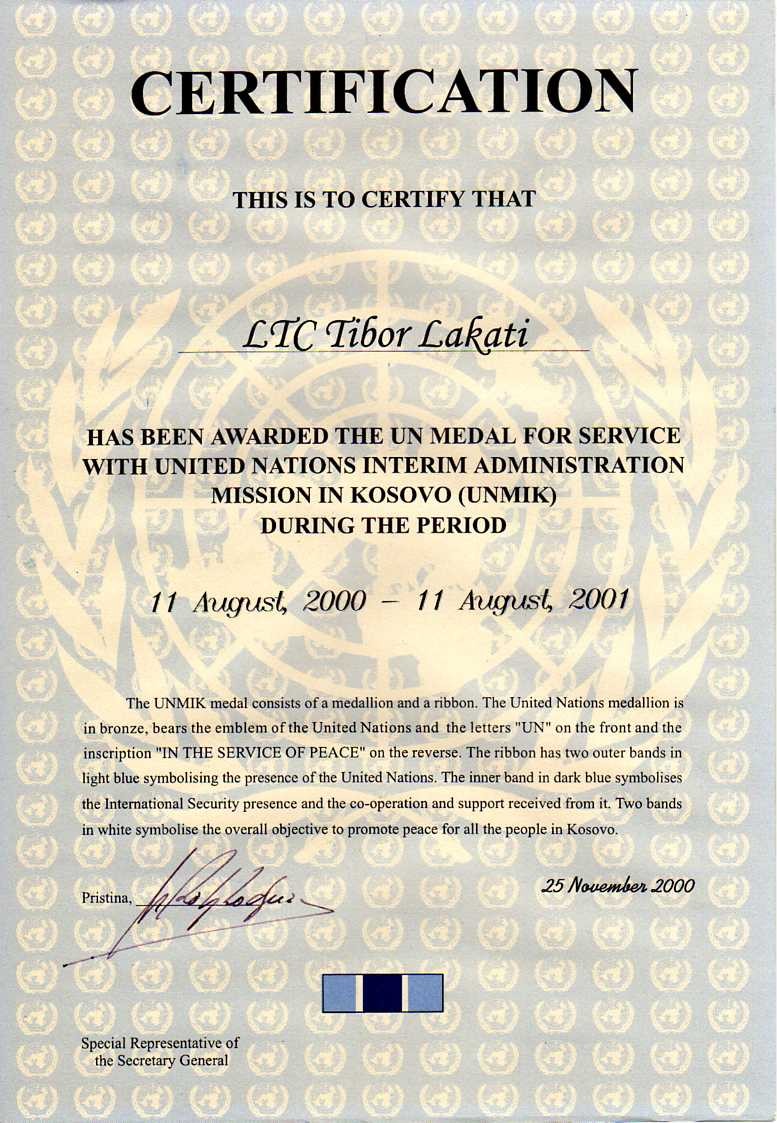 CERTIFICATION
THIS IS TO CERTIFY THAT
LTC Tibor Lakati
HAS BEEN AWARDED THE UN MEDAL FOR SERVICE
WITH UNITED NATIONS INTERIM ADMINISTRATION
MISSION IN KOSOVO (UNMIK)
DURING THE PERIOD
11 August, 2000 – 11 August, 2001
The UNMIK medal consists of a medallion and a ribbon. The United Nations medallion is
in bronze, bears the emblem of the United Nations and the letters "UN" on the front and the
inscription "IN THE SERVICE OF PEACE" on the reverse. The ribbon has two outer bands in
light blue symbolising the presence of the United Nations. The inner band in dark blue symbolises
the International Security presence and the co-operation and support received from it. Two bands
in white symbolise the overall objective to promote peace for all the people in Kosovo.
Pristina,
25 November 2000
Special Representative of
the Secretary General